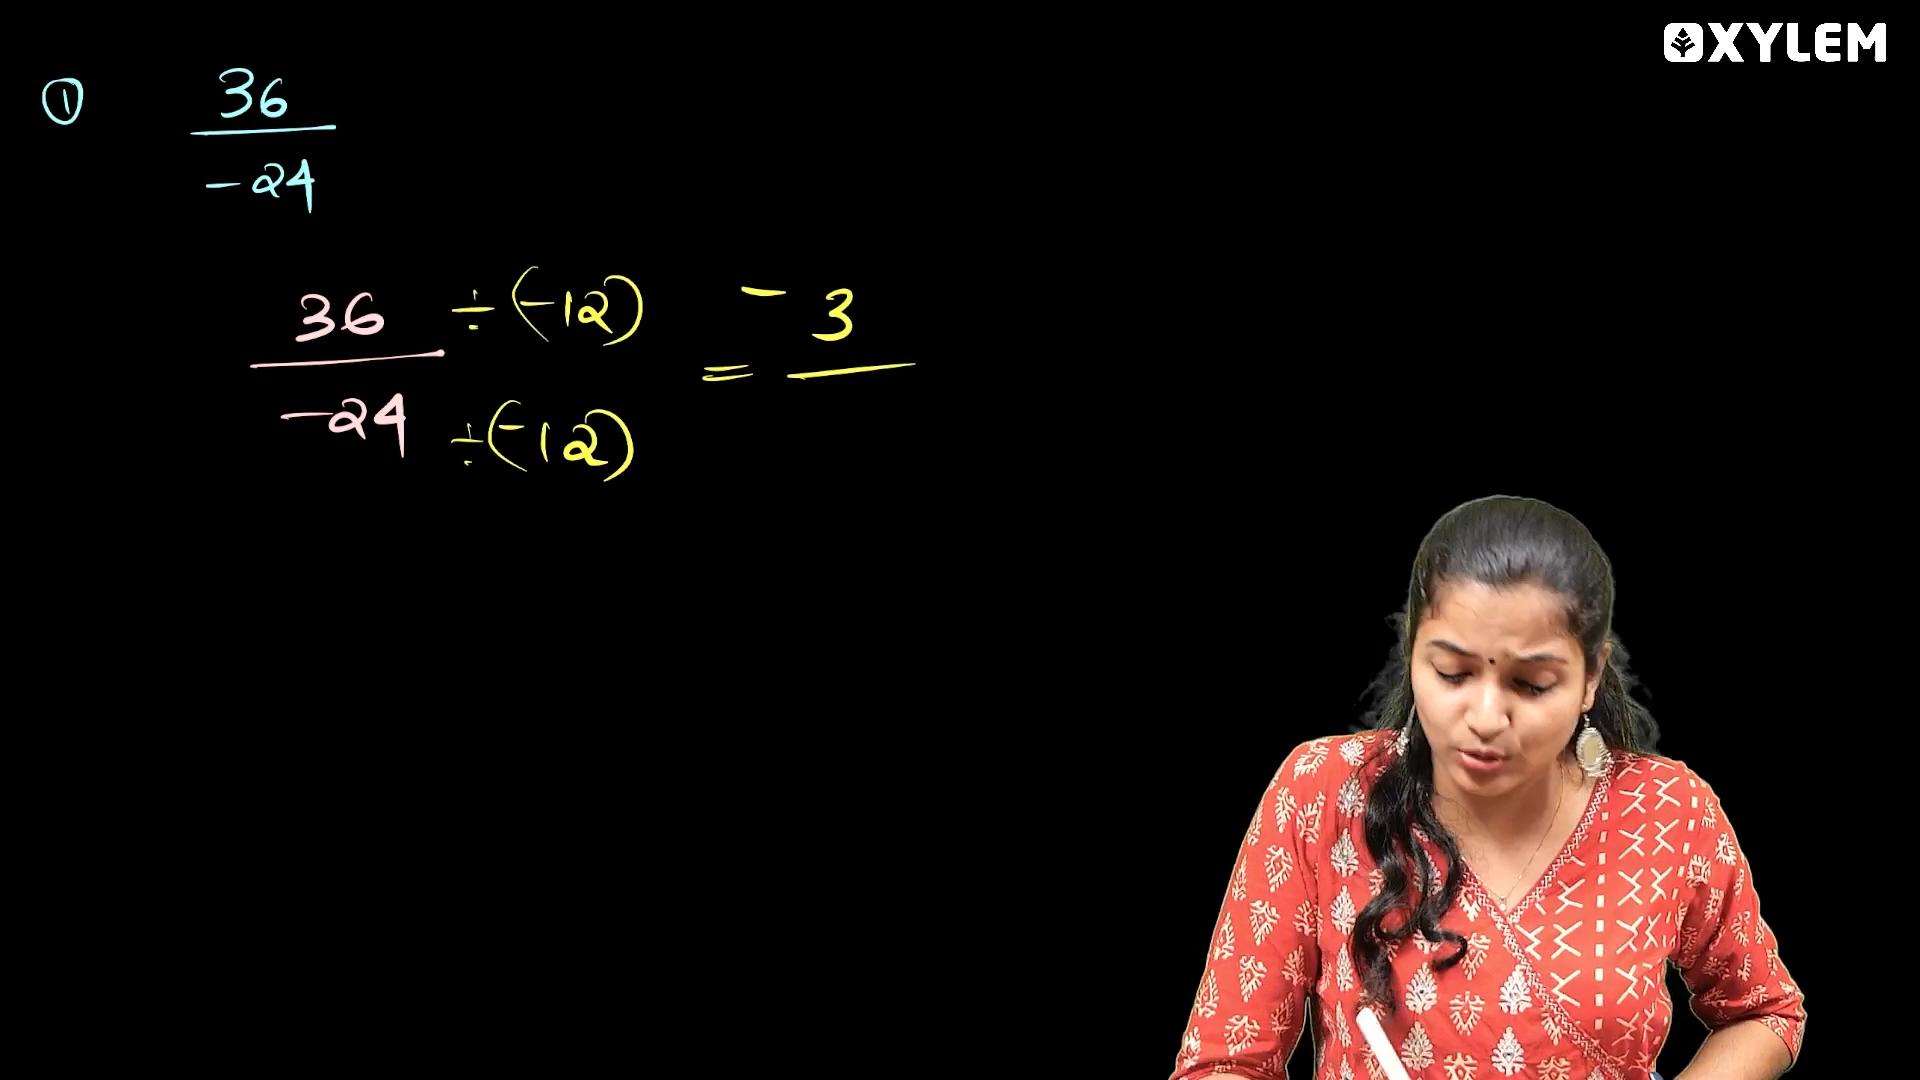 XYLEM
① 36
-24
36 ÷ (-12) - 3
=
-24 ÷ (-12)